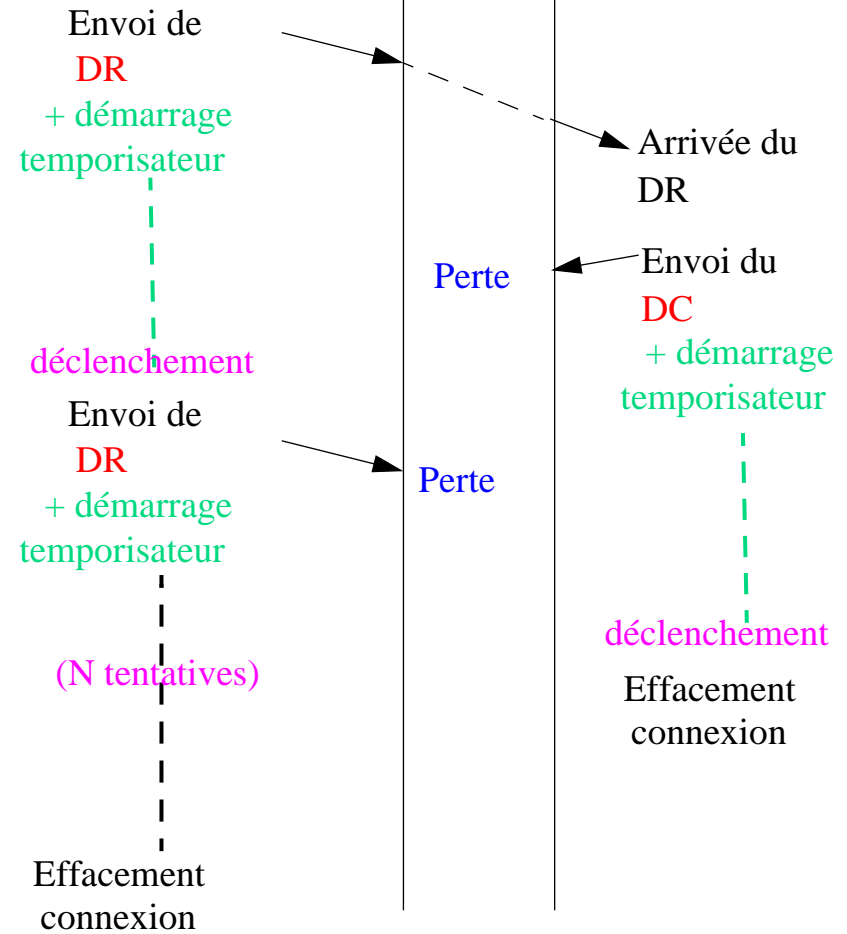 Envoi de
DR
+ démarrage
temporisateur
Arrivée du
DR
Perte
Envoi du
DC
+ démarrage
temporisateur
déclenchement
Envoi de
DR
+ démarrage
temporisateur
Perte
déclenchement
(N tentatives)
Effacement
connexion
Effacement
connexion